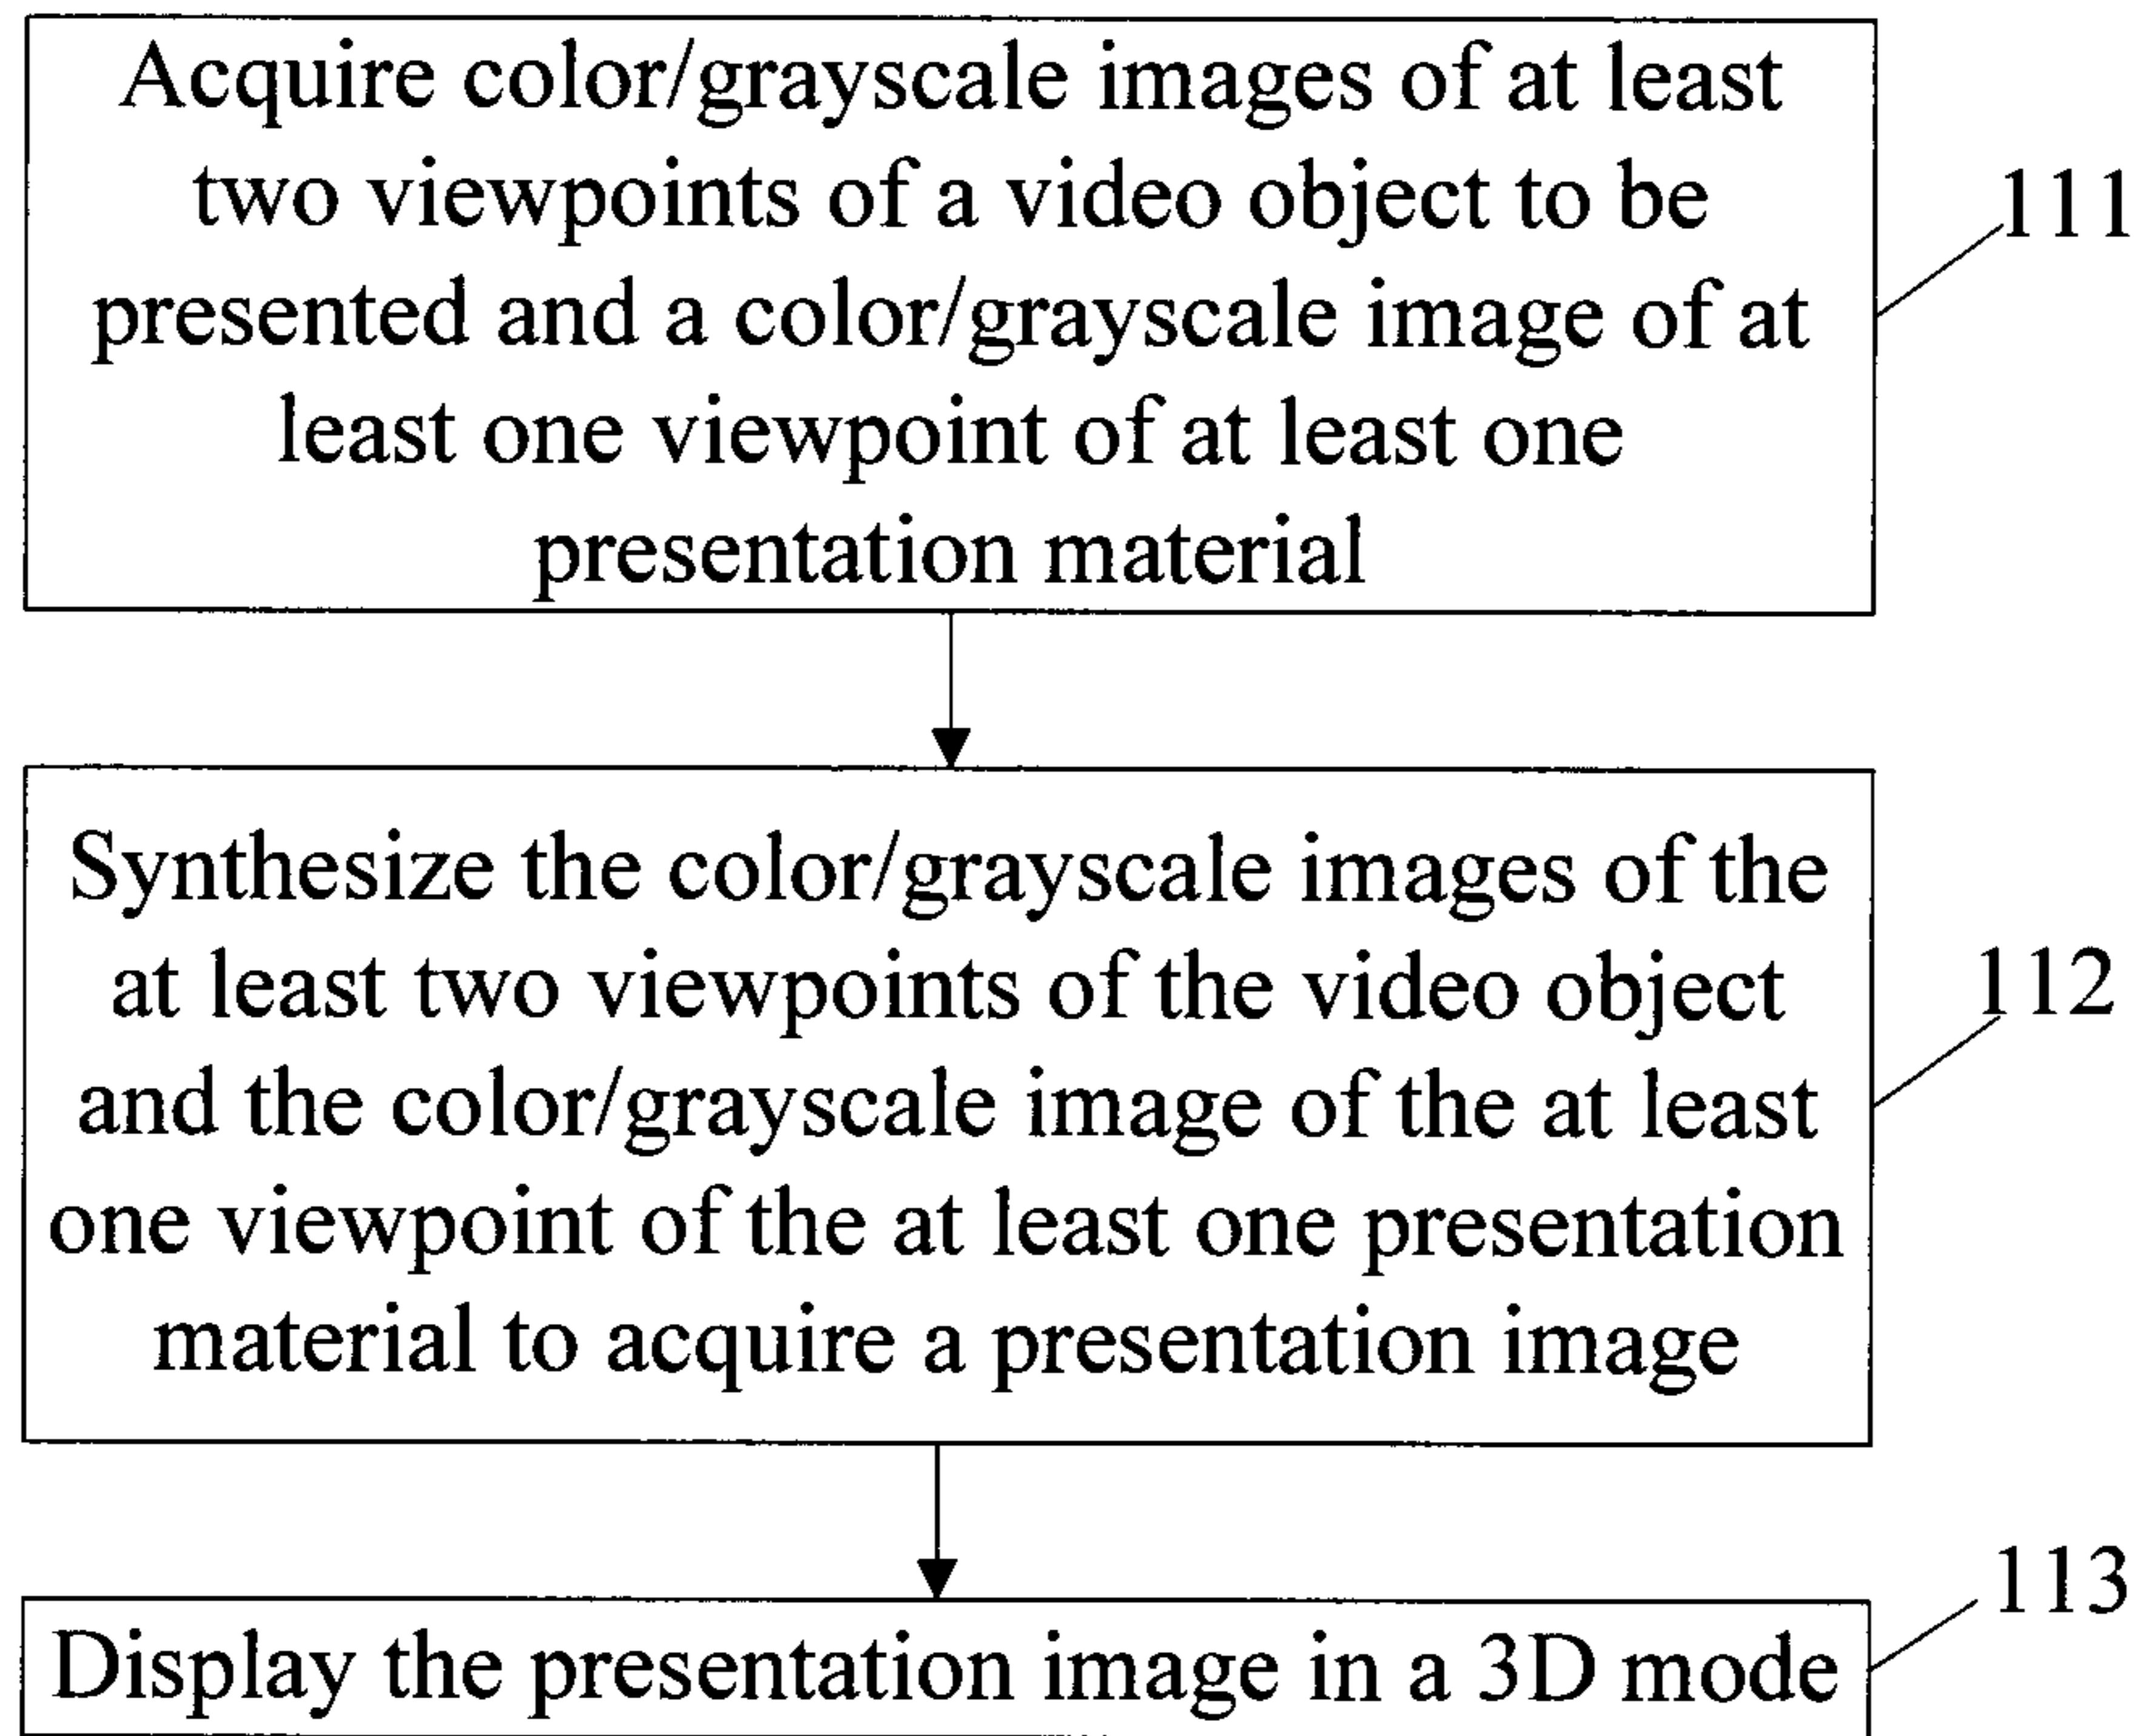 Acquire color/grayscale images of at least
two viewpoints of a video object to be
presented and a color/grayscale image of at
least one viewpoint of at least one
presentation material
111
Synthesize the color/grayscale images of the
at least two viewpoints of the video object
and the color/grayscale image of the at least
one viewpoint of the at least one presentation
material to acquire a presentation image
112
Display the presentation image in a 3D mode
113